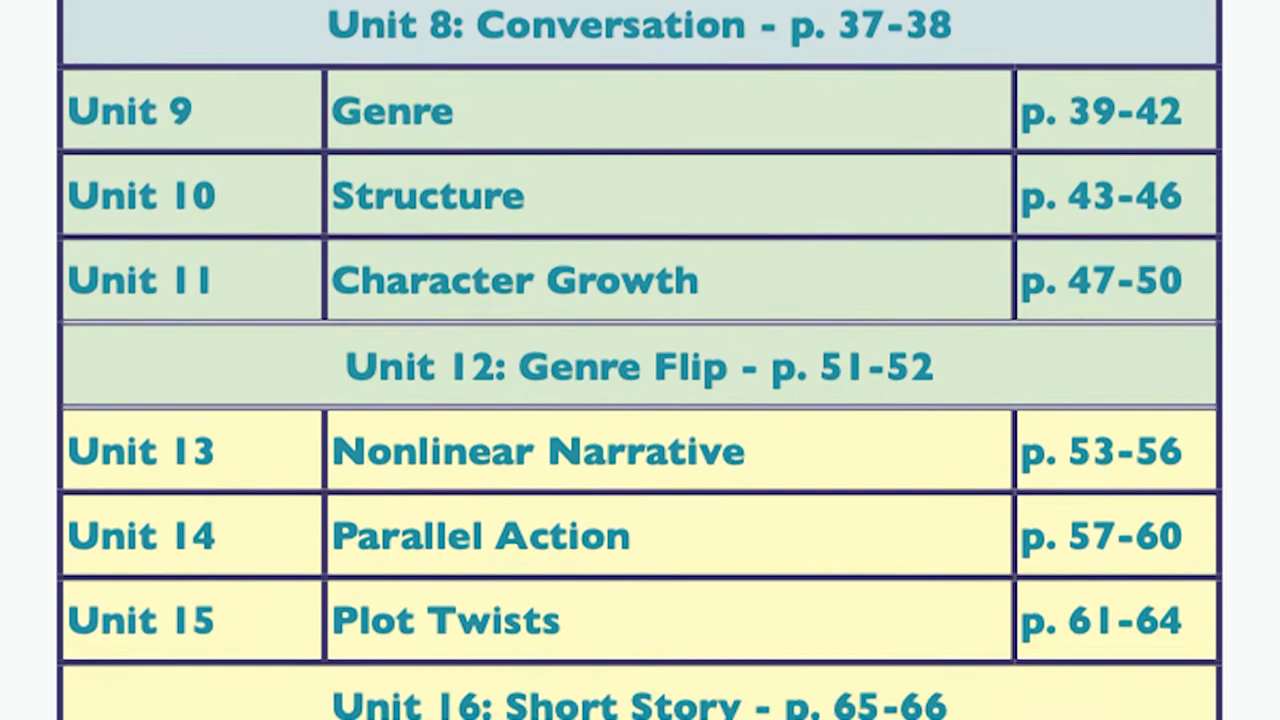 Unit 8: Conversation - p. 37-38
Unit 9 Genre p. 39-42
Unit 10 Structure p. 43-46
Unit 11 Character Growth p. 47-50
Unit 12: Genre Flip - p. 51-52
Unit 13 Nonlinear Narrative p. 53-56
Unit 14 Parallel Action p. 57-60
Unit 15 Plot Twists p. 61-64
Unit 16: Short Story - p. 65-66